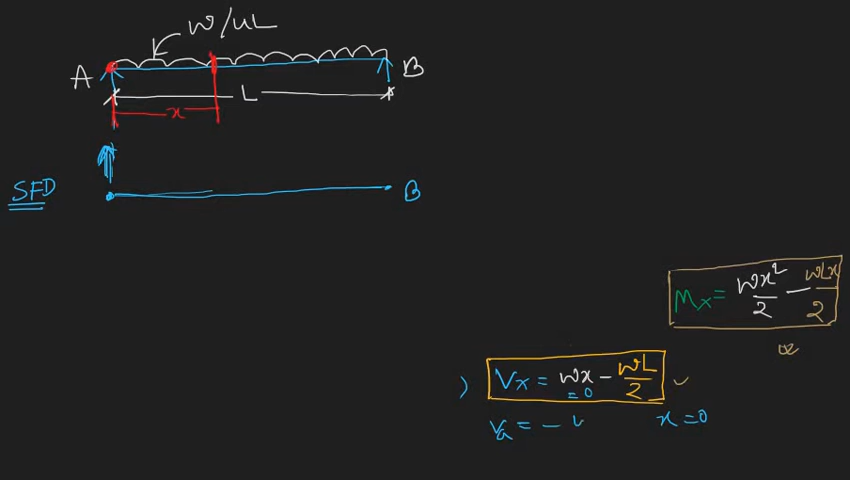 w/uL
A
B
L
x
SFD
B
Mx = wx²/2 - wLx/2
) Vx = wx - wL/2
= 0
Va = -
x = 0